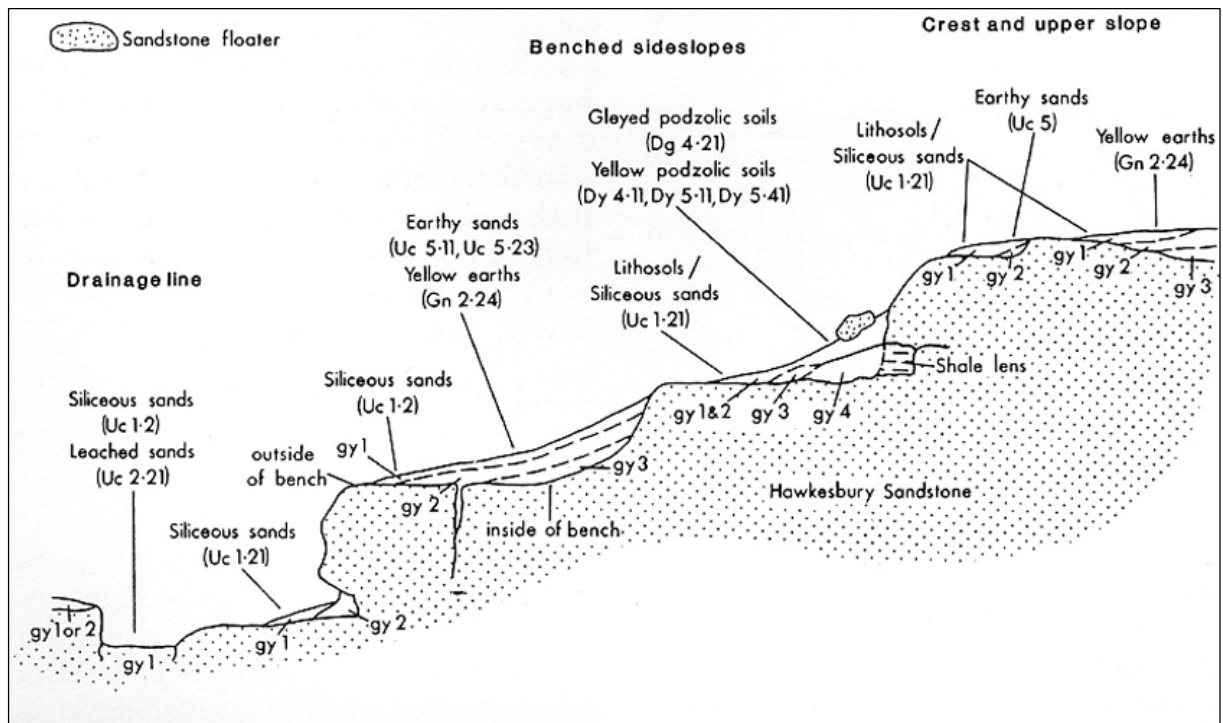 Sandstone floater
Benched sideslopes
Crest and upper slope
Gleyed podzolic soils
(Dg 4·21)
Yellow podzolic soils
(Dy 4·11, Dy 5·11, Dy 5·41)
Lithosols /
Siliceous sands
(Uc 1·21)
Earthy sands
(Uc 5)
Yellow earths
(Gn 2·24)
Earthy sands
(Uc 5·11, Uc 5·23)
Yellow earths
(Gn 2·24)
Lithosols /
Siliceous sands
(Uc 1·21)
Drainage line
gy 1
gy 2
gy 1
gy 2
gy 3
Shale lens
Siliceous sands
(Uc 1·2)
Siliceous sands
(Uc 1·2)
Leached sands
(Uc 2·21)
gy 1&2
gy 3
gy 4
gy 1
outside
of bench
gy 3
gy 2
Hawkesbury Sandstone
inside of bench
Siliceous sands
(Uc 1·21)
gy 1 or 2
gy 1
gy 1
gy 2